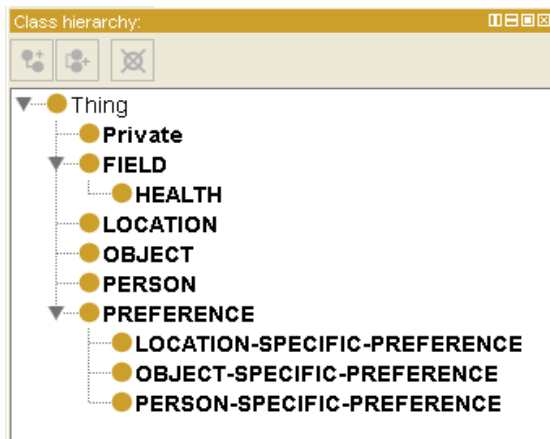 Class hierarchy:
Thing
Private
FIELD
HEALTH
LOCATION
OBJECT
PERSON
PREFERENCE
LOCATION-SPECIFIC-PREFERENCE
OBJECT-SPECIFIC-PREFERENCE
PERSON-SPECIFIC-PREFERENCE